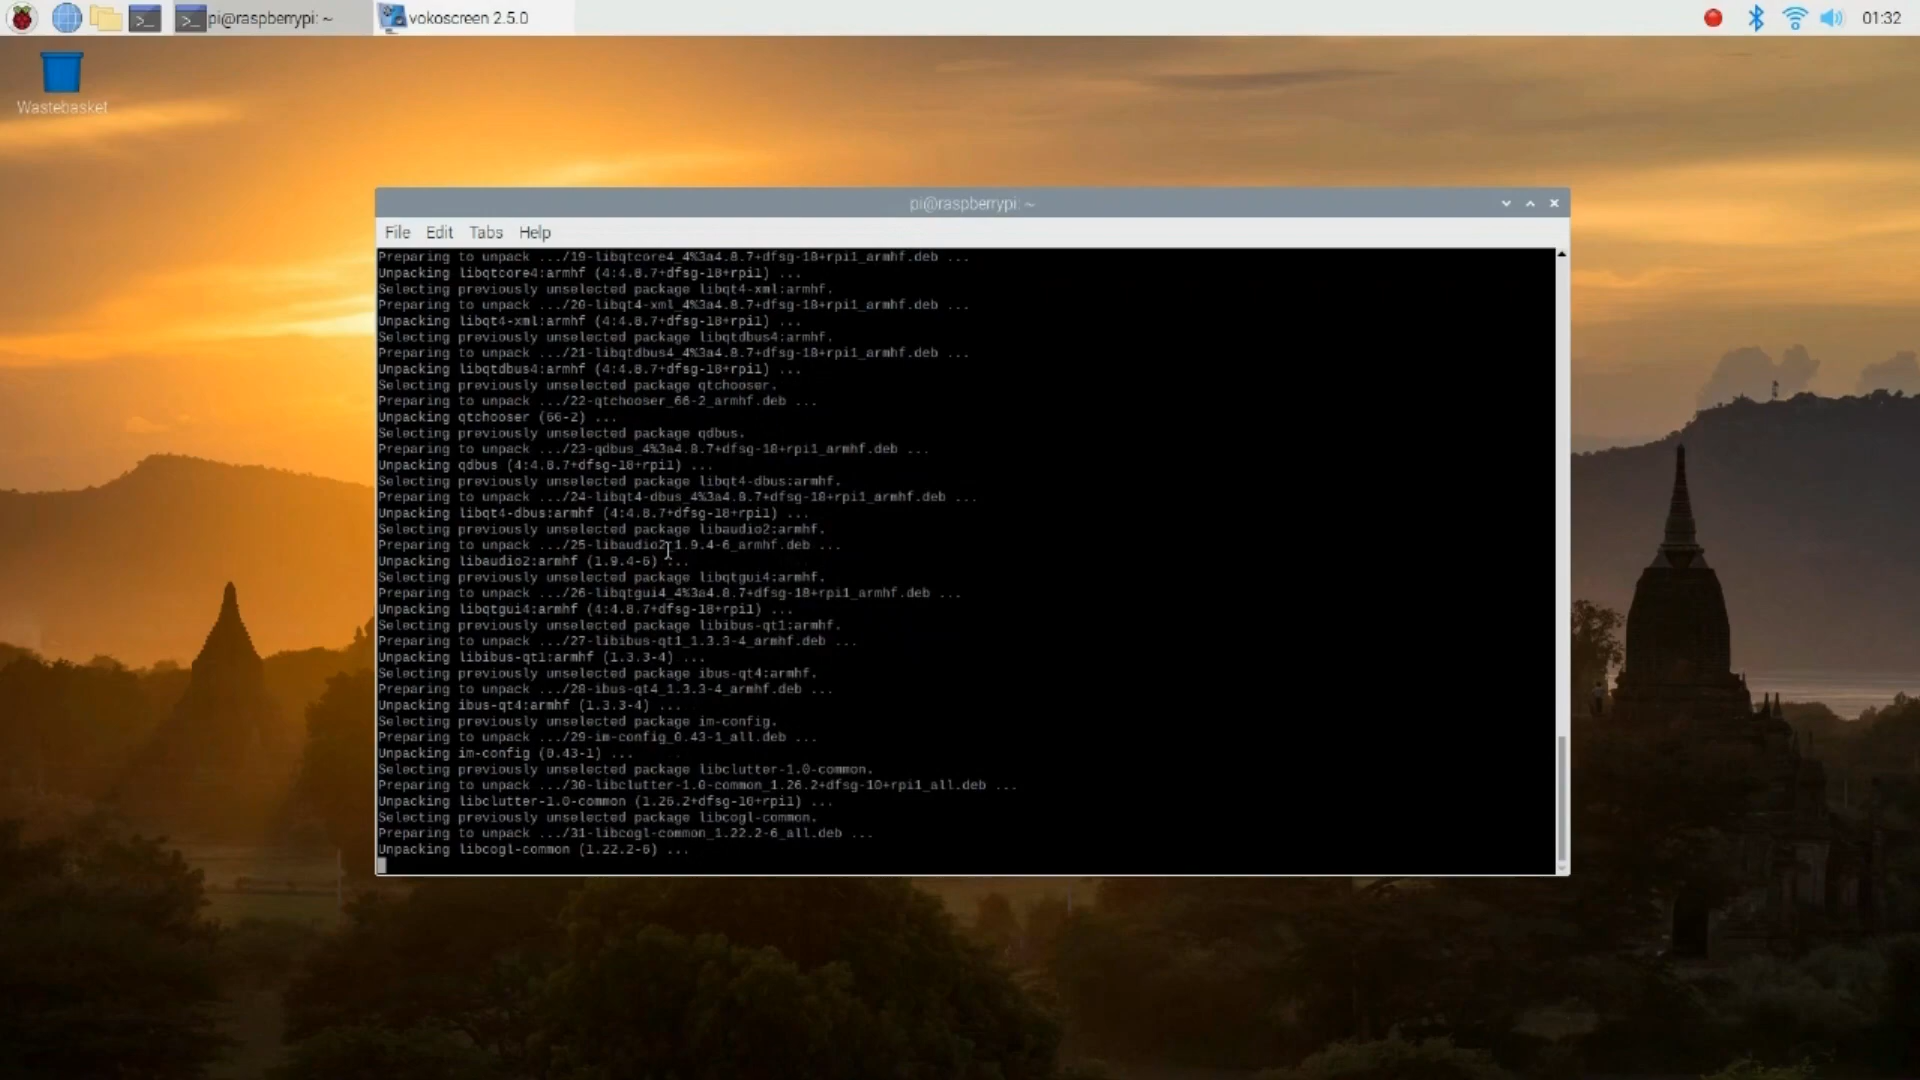 pi@raspberrypi: ~
vokoscreen 2.5.0
01:32
Wastebasket
pi@raspberrypi: ~
File Edit Tabs Help
Preparing to unpack .../19-libqtcore4_4%3a4.8.7+dfsg-18+rpi1_armhf.deb ...
Unpacking libqtcore4:armhf (4:4.8.7+dfsg-18+rpi1) ...
Selecting previously unselected package libqt4-xml:armhf.
Preparing to unpack .../20-libqt4-xml_4%3a4.8.7+dfsg-18+rpi1_armhf.deb ...
Unpacking libqt4-xml:armhf (4:4.8.7+dfsg-18+rpi1) ...
Selecting previously unselected package libqtdbus4:armhf.
Preparing to unpack .../21-libqtdbus4_4%3a4.8.7+dfsg-18+rpi1_armhf.deb ...
Unpacking libqtdbus4:armhf (4:4.8.7+dfsg-18+rpi1) ...
Selecting previously unselected package qtchooser.
Preparing to unpack .../22-qtchooser_66-2_armhf.deb ...
Unpacking qtchooser (66-2) ...
Selecting previously unselected package qdbus.
Preparing to unpack .../23-qdbus_4%3a4.8.7+dfsg-18+rpi1_armhf.deb ...
Unpacking qdbus (4:4.8.7+dfsg-18+rpi1) ...
Selecting previously unselected package libqt4-dbus:armhf.
Preparing to unpack .../24-libqt4-dbus_4%3a4.8.7+dfsg-18+rpi1_armhf.deb ...
Unpacking libqt4-dbus:armhf (4:4.8.7+dfsg-18+rpi1) ...
Selecting previously unselected package libaudio2:armhf.
Preparing to unpack .../25-libaudio2_1.9.4-6_armhf.deb ...
Unpacking libaudio2:armhf (1.9.4-6) ...
Selecting previously unselected package libqtgui4:armhf.
Preparing to unpack .../26-libqtgui4_4%3a4.8.7+dfsg-18+rpi1_armhf.deb ...
Unpacking libqtgui4:armhf (4:4.8.7+dfsg-18+rpi1) ...
Selecting previously unselected package libibus-qt1:armhf.
Preparing to unpack .../27-libibus-qt1_1.3.3-4_armhf.deb ...
Unpacking libibus-qt1:armhf (1.3.3-4) ...
Selecting previously unselected package ibus-qt4:armhf.
Preparing to unpack .../28-ibus-qt4_1.3.3-4_armhf.deb ...
Unpacking ibus-qt4:armhf (1.3.3-4) ...
Selecting previously unselected package im-config.
Preparing to unpack .../29-im-config_0.43-1_all.deb ...
Unpacking im-config (0.43-1) ...
Selecting previously unselected package libclutter-1.0-common.
Preparing to unpack .../30-libclutter-1.0-common_1.26.2+dfsg-10+rpi1_all.deb ...
Unpacking libclutter-1.0-common (1.26.2+dfsg-10+rpi1) ...
Selecting previously unselected package libcogl-common.
Preparing to unpack .../31-libcogl-common_1.22.2-6_all.deb ...
Unpacking libcogl-common (1.22.2-6) ...